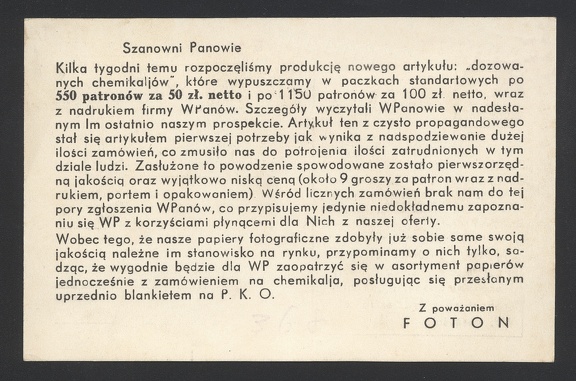 Szanowni Panowie
Kilka tygodni temu rozpoczęliśmy produkcję nowego artykułu: „dozowa-
nych chemikaljów", które wypuszczamy w paczkach standartowych po
550 patronów za 50 zł. netto i po 1150 patronów za 100 zł. netto, wraz
z nadrukiem firmy WPanów. Szczegóły wyczytali WPanowie w nadesła-
nym Im ostatnio naszym prospekcie. Artykuł ten z czysto propagandowego
stał się artykułem pierwszej potrzeby jak wynika z nadspodziewanie dużej
ilości zamówień, co zmusiło nas do potrojenia ilości zatrudnionych w tym
dziale ludzi. Zasłużone to powodzenie spowodowane zostało pierwszorzęd-
ną jakością oraz wyjątkowo niską ceną (około 9 groszy za patron wraz z nad-
rukiem, portem i opakowaniem) Wśród licznych zamówień brak nam do tej
pory zgłoszenia WPanów, co przypisujemy jedynie niedokładnemu zapozna-
niu się WP z korzyściami płynącemi dla Nich z naszej oferty.
Wobec tego, że nasze papiery fotograficzne zdobyły już sobie same swoją
jakością należne im stanowisko na rynku, przypominamy o nich tylko, są-
dząc, że wygodnie będzie dla WP zaopatrzyć się w asortyment papierów
jednocześnie z zamówieniem na chemikalja, posługując się przesłanym
uprzednio blankietem na P. K. O.
Z poważaniem
FOTON